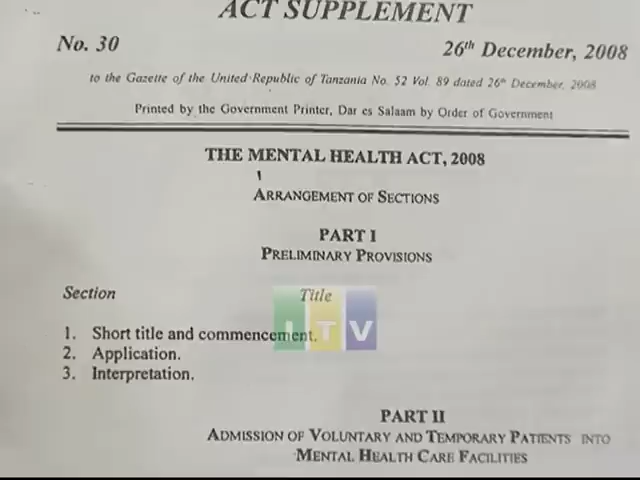 ACT SUPPLEMENT
No. 30 26th December, 2008
to the Gazette of the United Republic of Tanzania No. 52 Vol. 89 dated 26th December, 2008
Printed by the Government Printer, Dar es Salaam by Order of Government
THE MENTAL HEALTH ACT, 2008
ARRANGEMENT OF SECTIONS
PART I
PRELIMINARY PROVISIONS
Section Title
ITV
1. Short title and commencement.
2. Application.
3. Interpretation.
PART II
ADMISSION OF VOLUNTARY AND TEMPORARY PATIENTS INTO
MENTAL HEALTH CARE FACILITIES